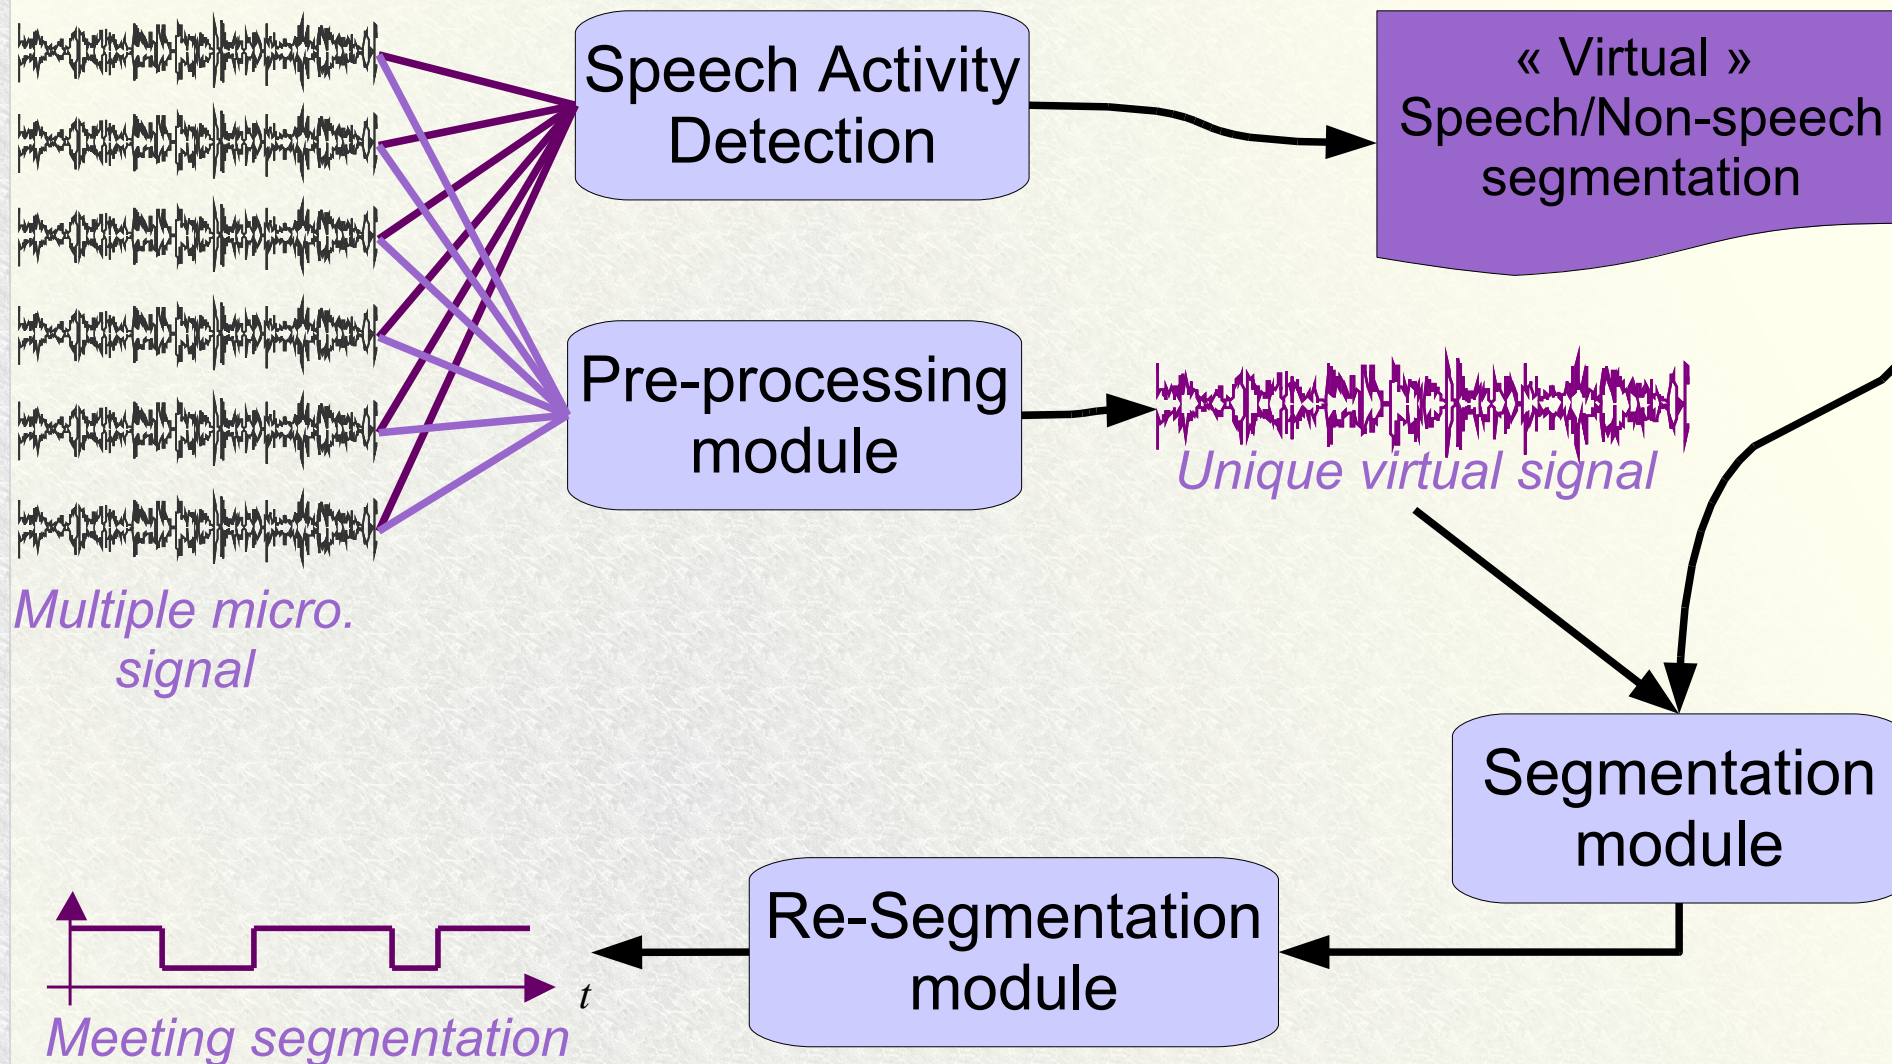 Speech Activity
Detection
« Virtual »
Speech/Non-speech
segmentation
Pre-processing
module
Unique virtual signal
Multiple micro.
signal
Segmentation
module
Re-Segmentation
module
t
Meeting segmentation